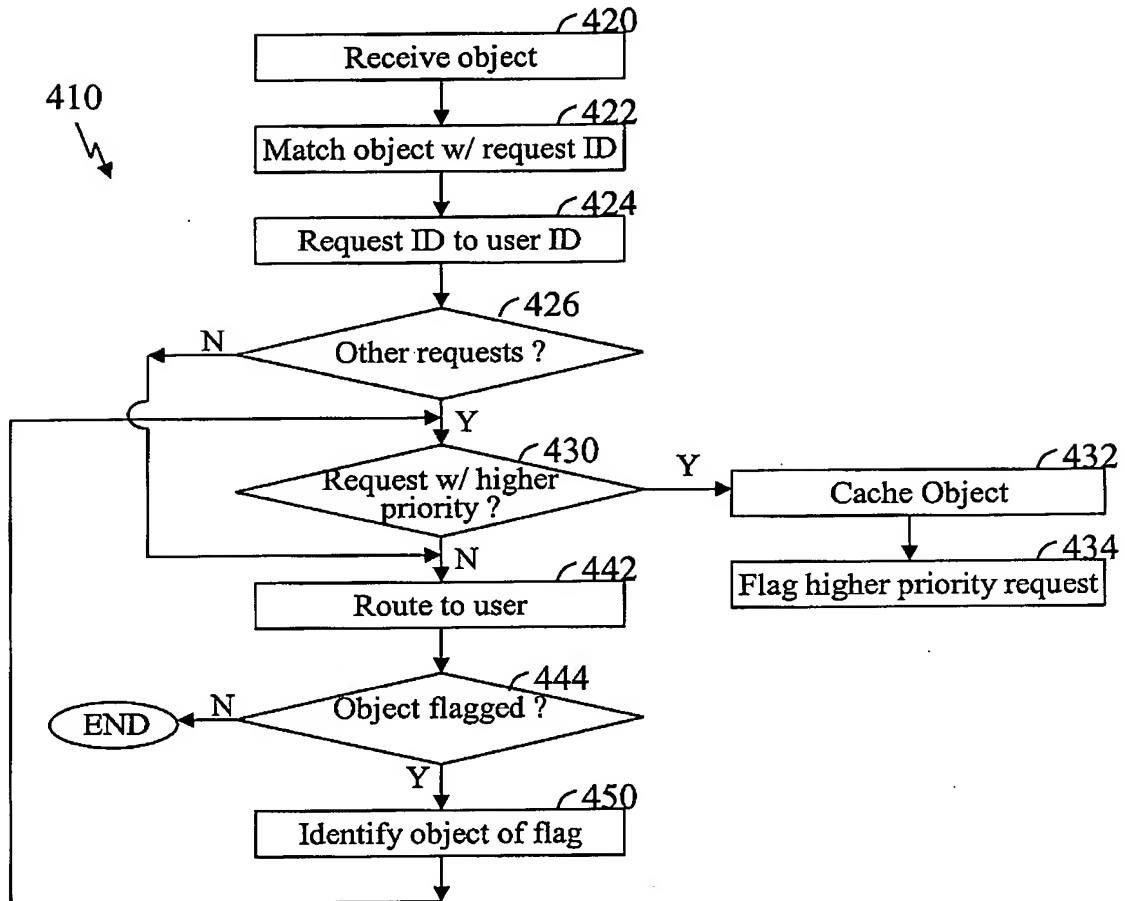 420
Receive object
410
422
Match object w/ request ID
424
Request ID to user ID
426
N
Other requests ?
Y
430
Request w/ higher
priority ?
Y
432
Cache Object
N
434
Flag higher priority request
442
Route to user
444
N
Object flagged ?
END
Y
450
Identify object of flag